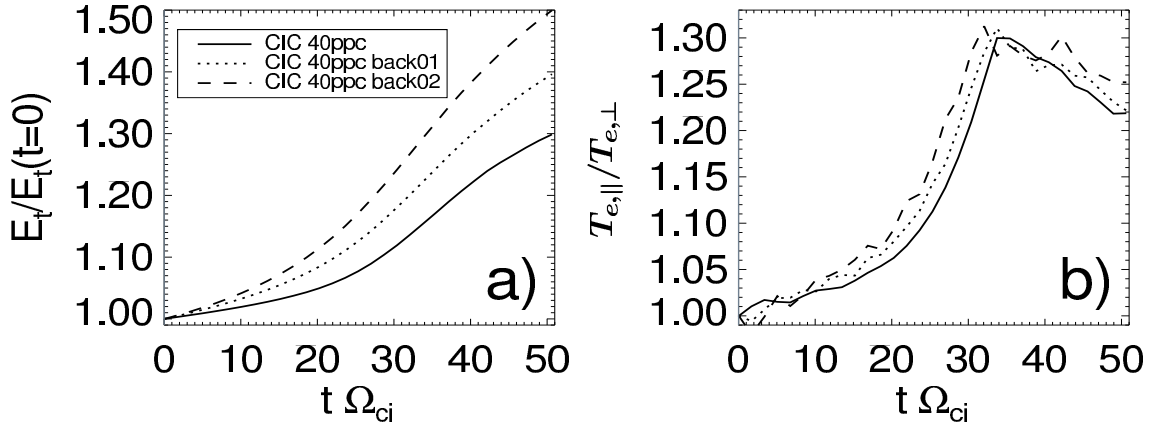 1.50
1.40
1.30
1.20
1.10
1.00
E_t/E_t(t=0)
CIC 40ppc
CIC 40ppc back01
CIC 40ppc back02
a)
0 10 20 30 40 50
t Ω_ci
1.30
1.25
1.20
1.15
1.10
1.05
1.00
T_e,||/T_e,⊥
b)
0 10 20 30 40 50
t Ω_ci